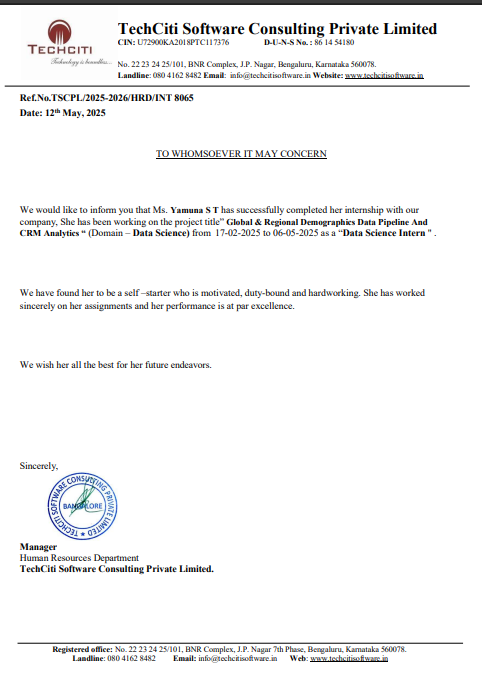 TechCiti Software Consulting Private Limited
CIN: U72900KA2018PTC117376 D-U-N-S No.: 86 14 54180
TECHCITI
Technology is boundless...
No. 22 23 24 25/101, BNR Complex, J.P. Nagar, Bengaluru, Karnataka 560078.
Landline: 080 4162 8482 Email: info@techcitisoftware.in Website: www.techcitisoftware.in
Ref.No.TSCPL/2025-2026/HRD/INT 8065
Date: 12th May, 2025
TO WHOMSOEVER IT MAY CONCERN
We would like to inform you that Ms. Yamuna S T has successfully completed her internship with our
company, She has been working on the project title” Global & Regional Demographics Data Pipeline And
CRM Analytics “ (Domain – Data Science) from 17-02-2025 to 06-05-2025 as a “Data Science Intern ” .
We have found her to be a self –starter who is motivated, duty-bound and hardworking. She has worked
sincerely on her assignments and her performance is at par excellence.
We wish her all the best for her future endeavors.
Sincerely,
TECHCITI SOFTWARE CONSULTING PRIVATE LIMITED
BANGALORE
Manager
Human Resources Department
TechCiti Software Consulting Private Limited.
Registered office: No. 22 23 24 25/101, BNR Complex, J.P. Nagar 7th Phase, Bengaluru, Karnataka 560078.
Landline: 080 4162 8482 Email: info@techcitisoftware.in Web: www.techcitisoftware.in